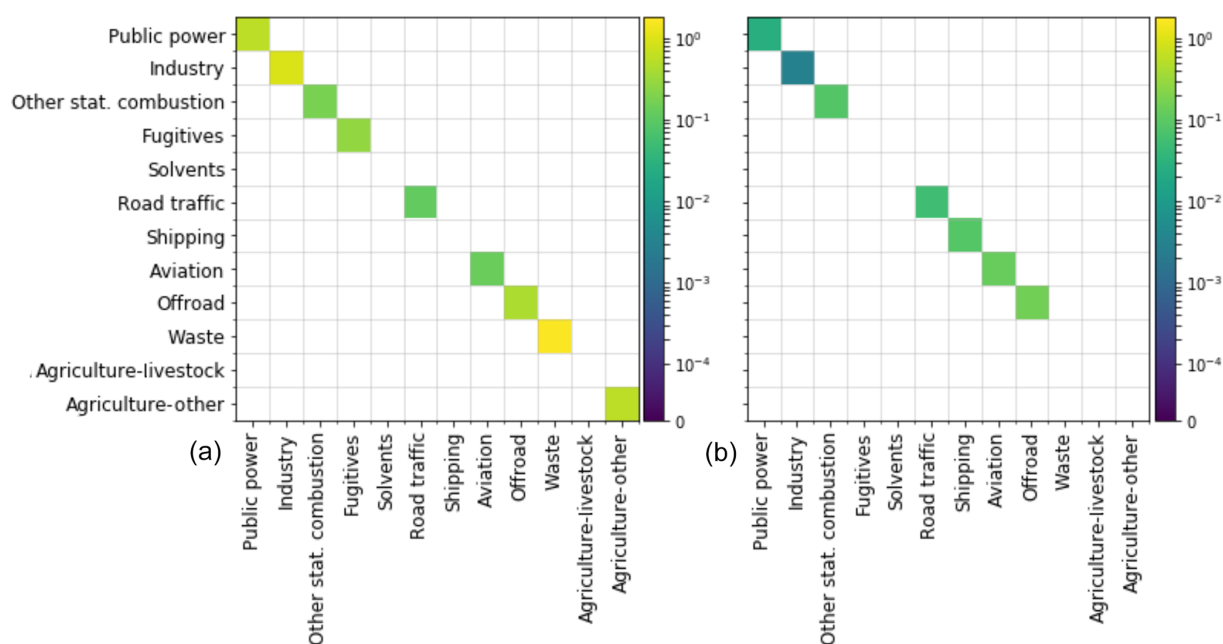 Public power
Industry
Other stat. combustion
Fugitives
Solvents
Road traffic
Shipping
Aviation
Offroad
Waste
. Agriculture-livestock
Agriculture-other
10⁰
10⁻¹
10⁻²
10⁻³
10⁻⁴
0
10⁰
10⁻¹
10⁻²
10⁻³
10⁻⁴
0
(a)
Public power
Industry
Other stat. combustion
Fugitives
Solvents
Road traffic
Shipping
Aviation
Offroad
Waste
Agriculture-livestock
Agriculture-other
(b)
Public power
Industry
Other stat. combustion
Fugitives
Solvents
Road traffic
Shipping
Aviation
Offroad
Waste
Agriculture-livestock
Agriculture-other